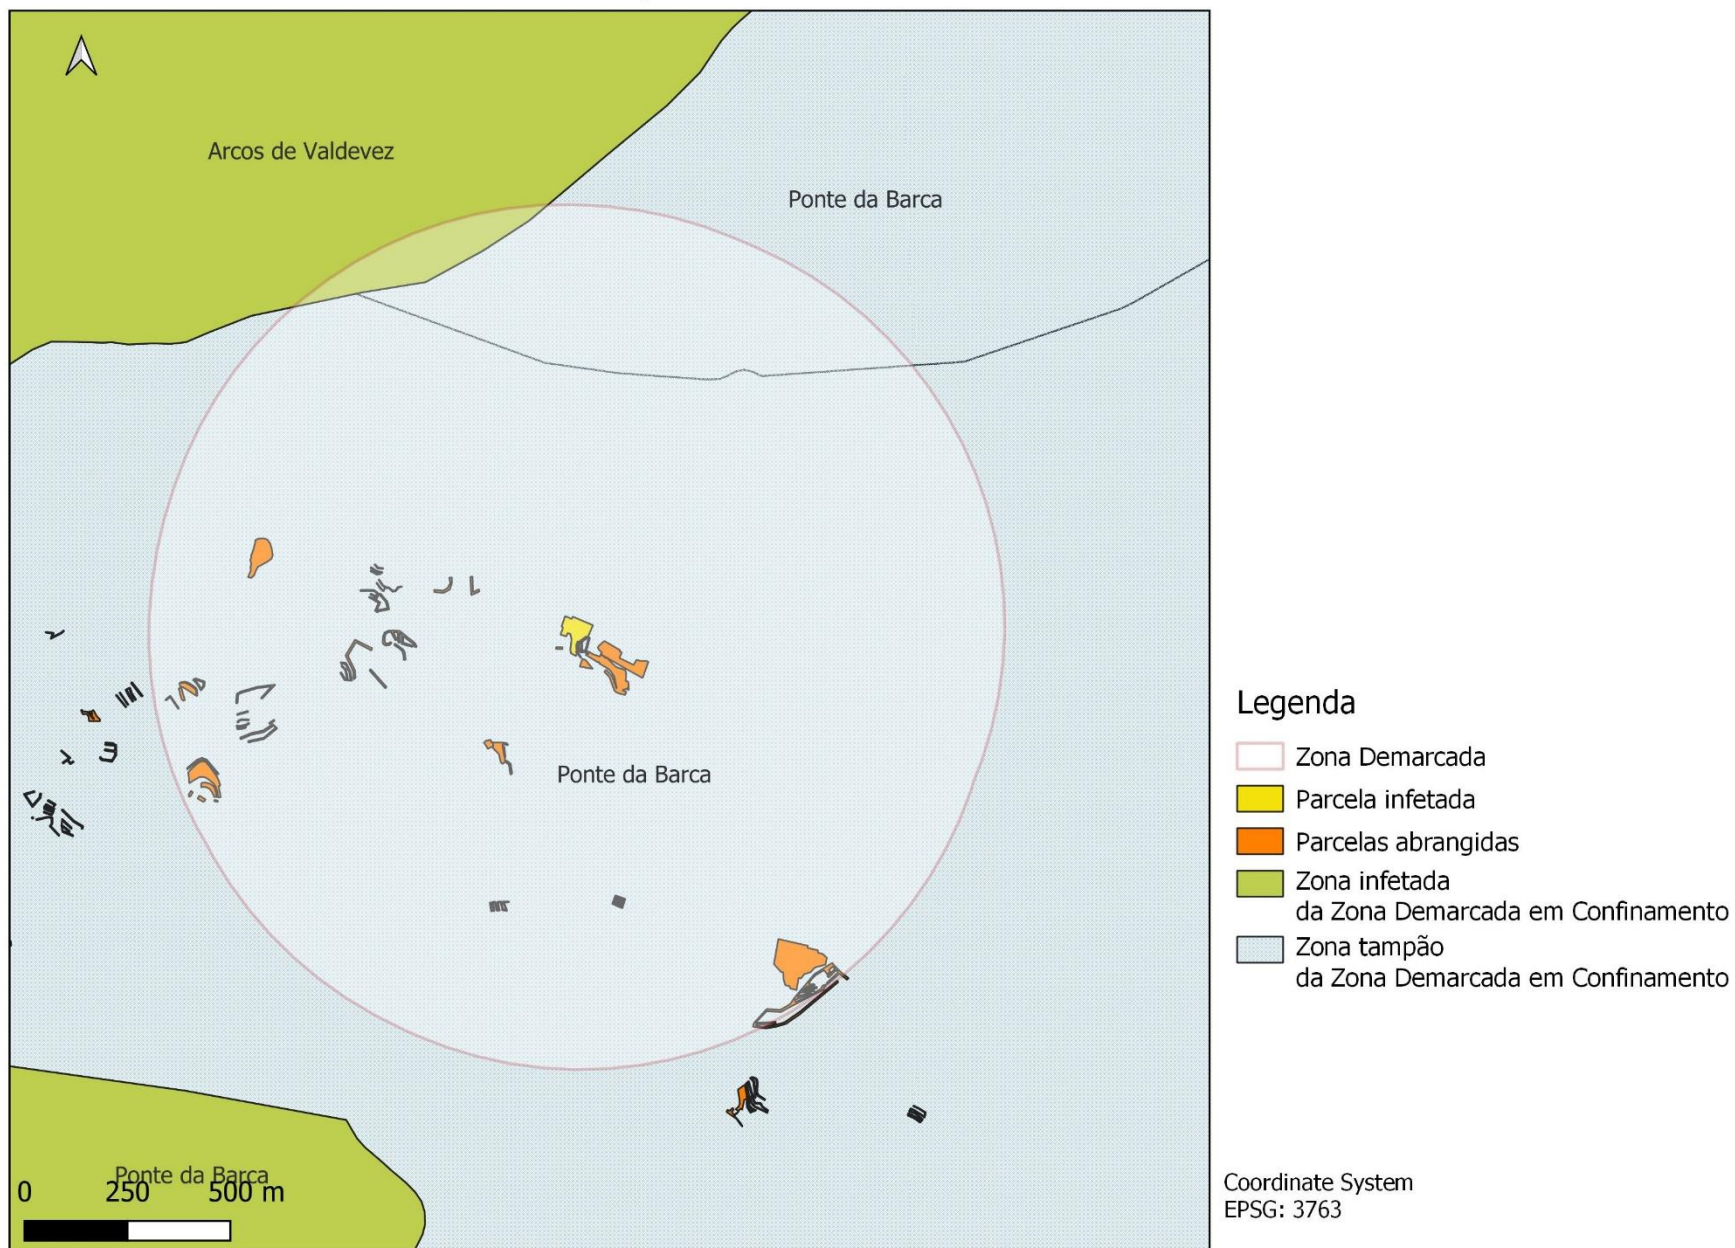 Arcos de Valdevez
Ponte da Barca
Ponte da Barca
Ponte da Barca
0 250 500 m
Legenda
Zona Demarcada
Parcela infetada
Parcelas abrangidas
Zona infetada
da Zona Demarcada em Confinamento
Zona tampão
da Zona Demarcada em Confinamento
Coordinate System
EPSG: 3763